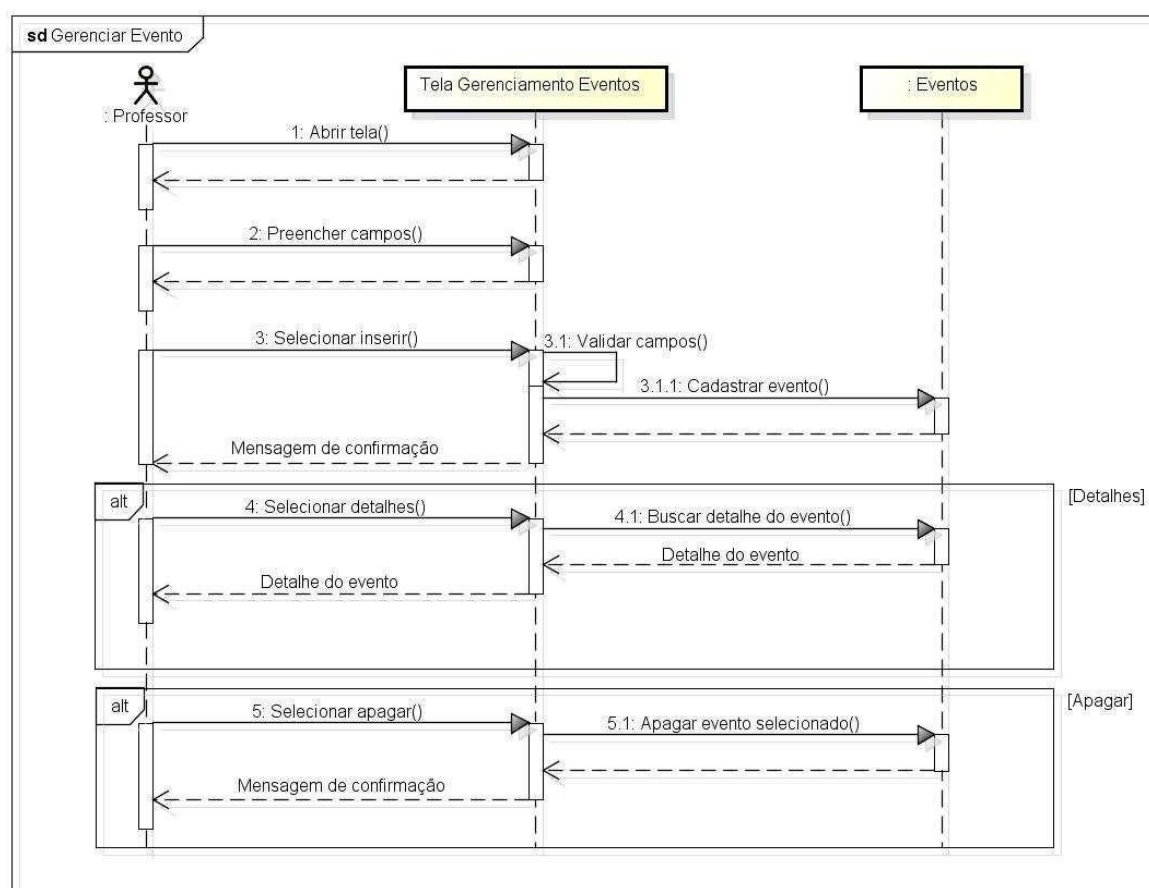 sd Gerenciar Evento
: Professor
Tela Gerenciamento Eventos
: Eventos
1: Abrir tela()
2: Preencher campos()
3: Selecionar inserir()
3.1: Validar campos()
3.1.1: Cadastrar evento()
Mensagem de confirmação
alt
[Detalhes]
4: Selecionar detalhes()
4.1: Buscar detalhe do evento()
Detalhe do evento
Detalhe do evento
alt
[Apagar]
5: Selecionar apagar()
5.1: Apagar evento selecionado()
Mensagem de confirmação